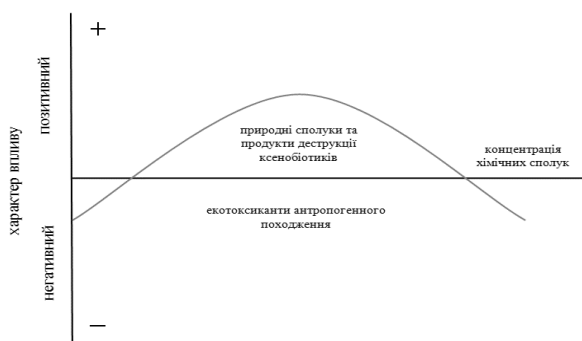 +
позитивний
природні сполуки та
продукти деструкції
ксенобіотиків
концентрація
хімічних сполук
характер впливу
екотоксиканти антропогенного
походження
негативний
—